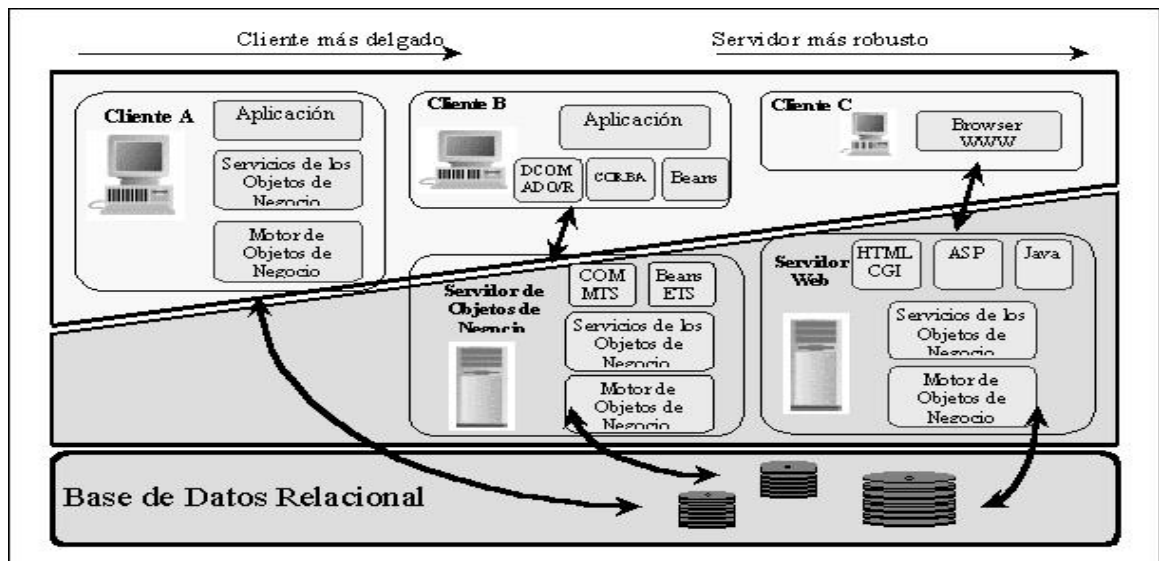 Cliente más delgado
Servidor más robusto
Cliente A
Aplicación
Servicios de los
Objetos de
Negocio
Motor de
Objetos de
Negocio
Cliente B
Aplicación
DCOM
ADO/R
CORBA
Beans
Cliente C
Browser
WWW
Servidor de
Objetos de
Negocio
COM
MTS
Beans
ETS
Servicios de los
Objetos de
Negocio
Motor de
Objetos de
Negocio
Servidor
Web
HTML
CGI
ASP
Java
Servicios de los
Objetos de
Negocio
Motor de
Objetos de
Negocio
Base de Datos Relacional